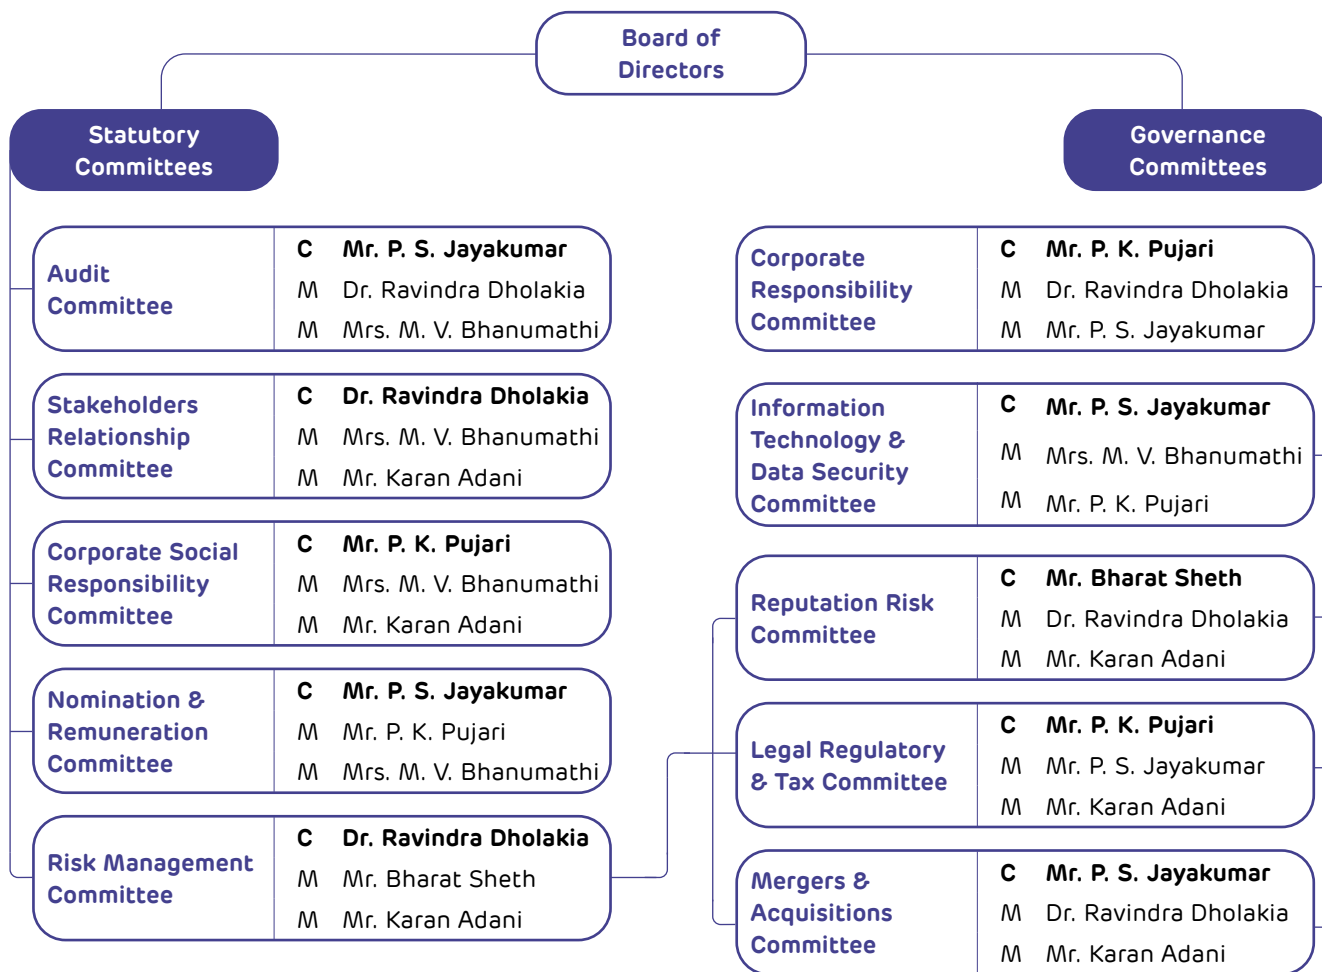 Board of
Directors
Statutory
Committees
Governance
Committees
Audit
Committee
C Mr. P. S. Jayakumar
M Dr. Ravindra Dholakia
M Mrs. M. V. Bhanumathi
Stakeholders
Relationship
Committee
C Dr. Ravindra Dholakia
M Mrs. M. V. Bhanumathi
M Mr. Karan Adani
Corporate Social
Responsibility
Committee
C Mr. P. K. Pujari
M Mrs. M. V. Bhanumathi
M Mr. Karan Adani
Nomination &
Remuneration
Committee
C Mr. P. S. Jayakumar
M Mr. P. K. Pujari
M Mrs. M. V. Bhanumathi
Risk Management
Committee
C Dr. Ravindra Dholakia
M Mr. Bharat Sheth
M Mr. Karan Adani
Corporate
Responsibility
Committee
C Mr. P. K. Pujari
M Dr. Ravindra Dholakia
M Mr. P. S. Jayakumar
Information
Technology &
Data Security
Committee
C Mr. P. S. Jayakumar
M Mrs. M. V. Bhanumathi
M Mr. P. K. Pujari
Reputation Risk
Committee
C Mr. Bharat Sheth
M Dr. Ravindra Dholakia
M Mr. Karan Adani
Legal Regulatory
& Tax Committee
C Mr. P. K. Pujari
M Mr. P. S. Jayakumar
M Mr. Karan Adani
Mergers &
Acquisitions
Committee
C Mr. P. S. Jayakumar
M Dr. Ravindra Dholakia
M Mr. Karan Adani